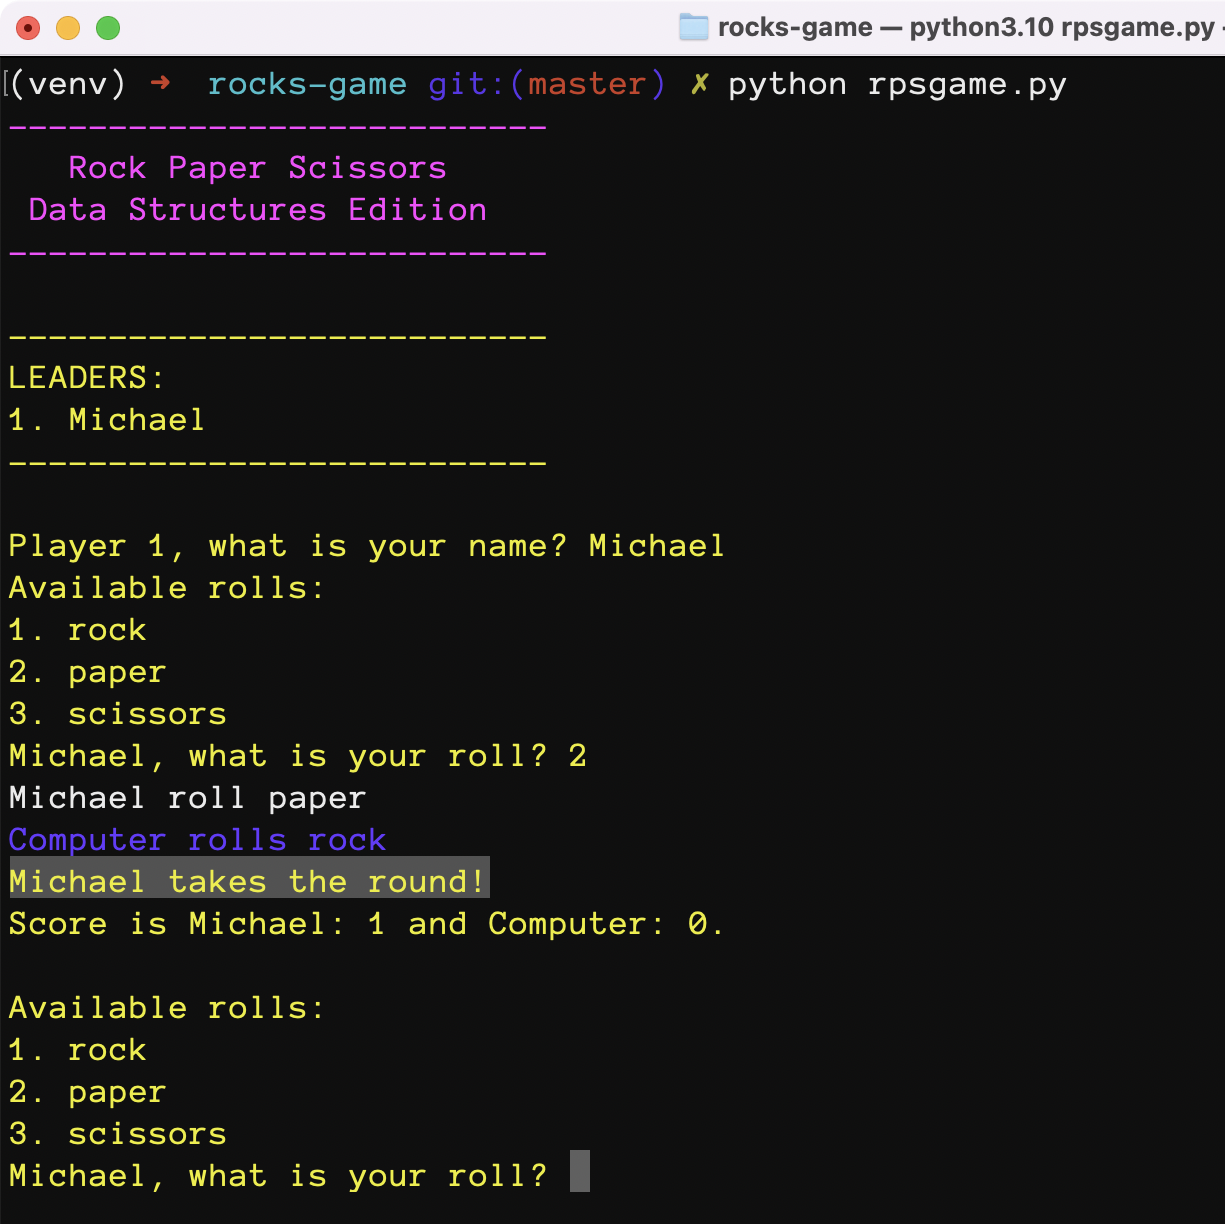 rocks-game — python3.10 rpsgame.py
(venv) ➜ rocks-game git:(master) ✗ python rpsgame.py
---------------------------
Rock Paper Scissors
Data Structures Edition
---------------------------
---------------------------
LEADERS:
1. Michael
---------------------------
Player 1, what is your name? Michael
Available rolls:
1. rock
2. paper
3. scissors
Michael, what is your roll? 2
Michael roll paper
Computer rolls rock
Michael takes the round!
Score is Michael: 1 and Computer: 0.
Available rolls:
1. rock
2. paper
3. scissors
Michael, what is your roll?